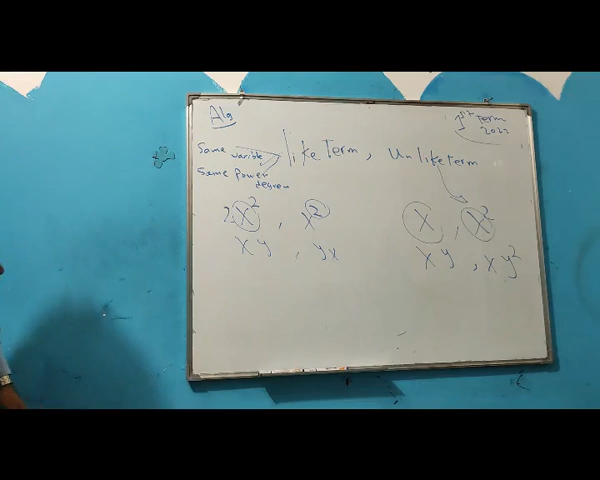 Alg
1st Term
2022
Same varible
like Term, Unlike term
Same power
degree
2x², x²
x, x²
xy, yx
xy, xy²